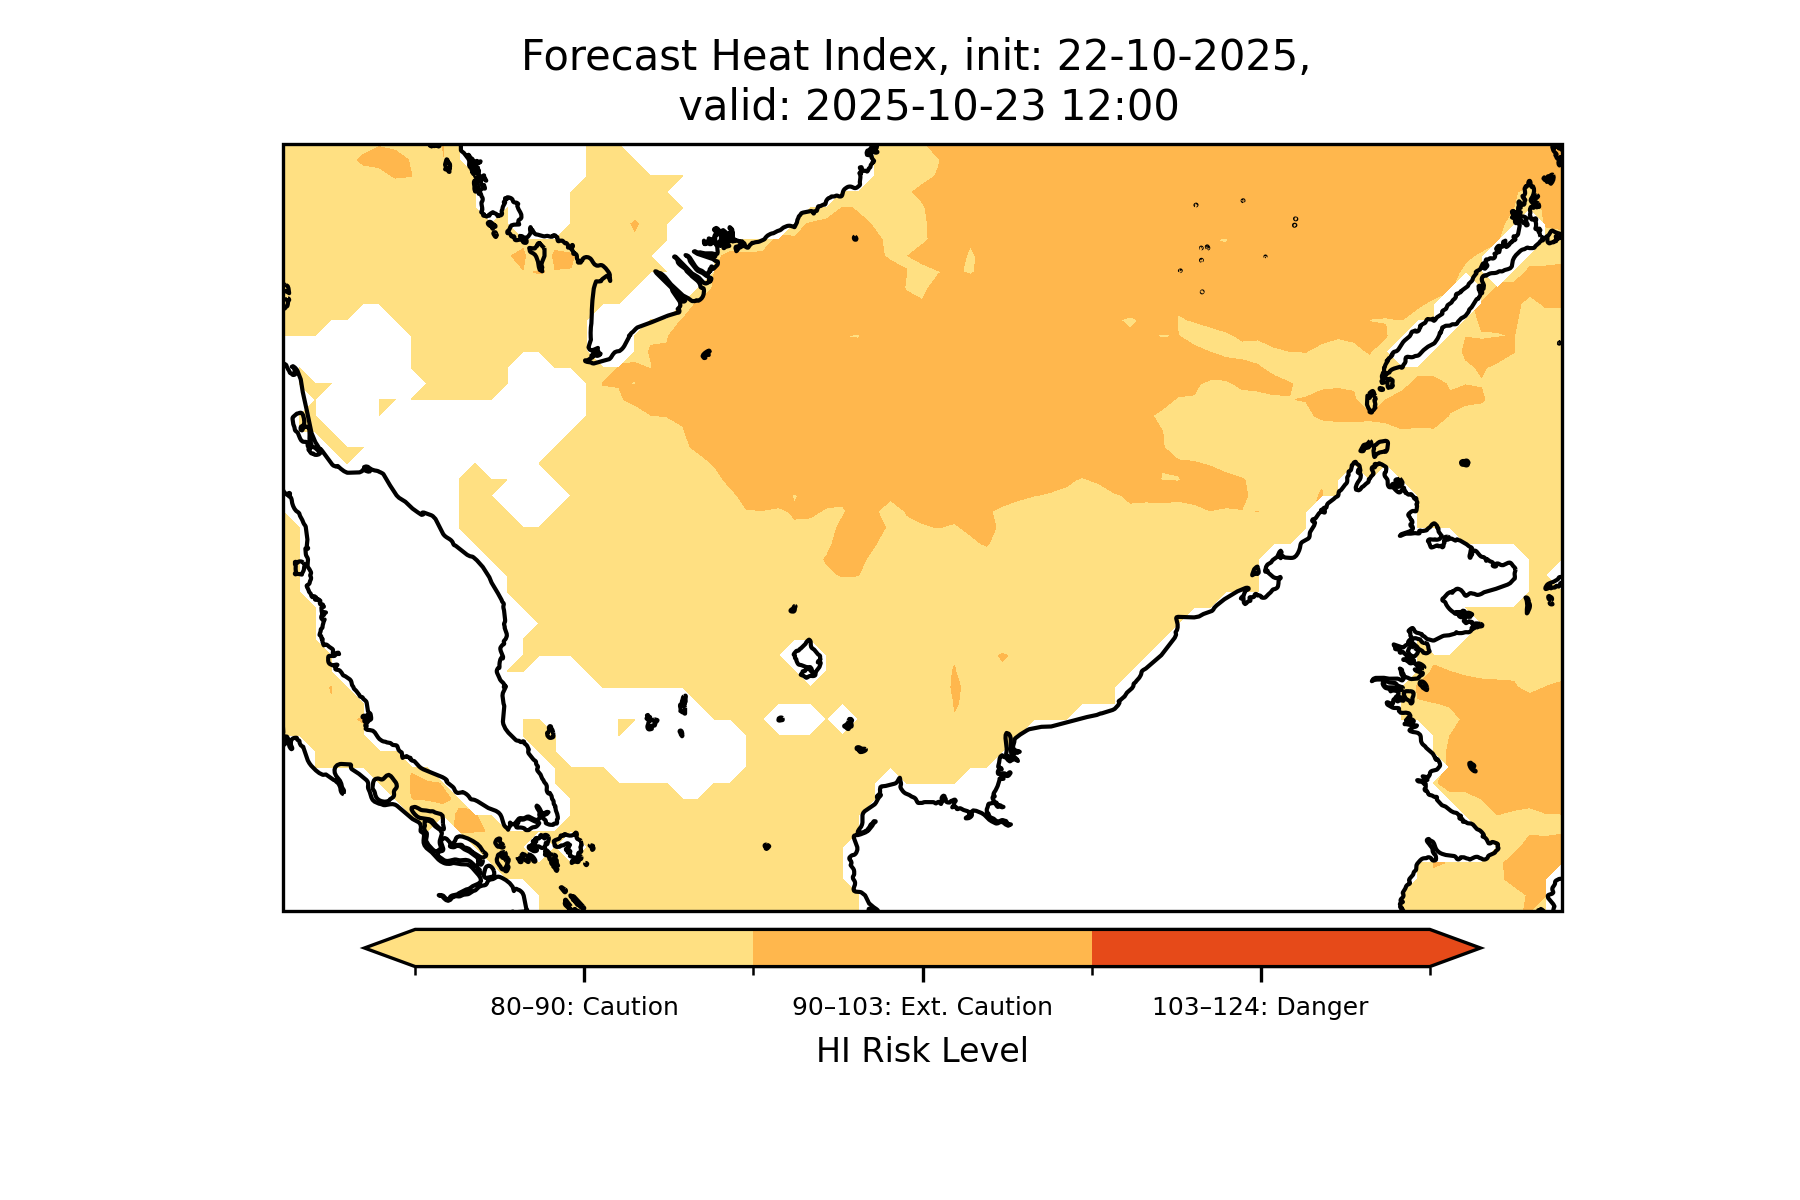 Forecast Heat Index, init: 22-10-2025,
valid: 2025-10-23 12:00
80–90: Caution
90–103: Ext. Caution
103–124: Danger
HI Risk Level